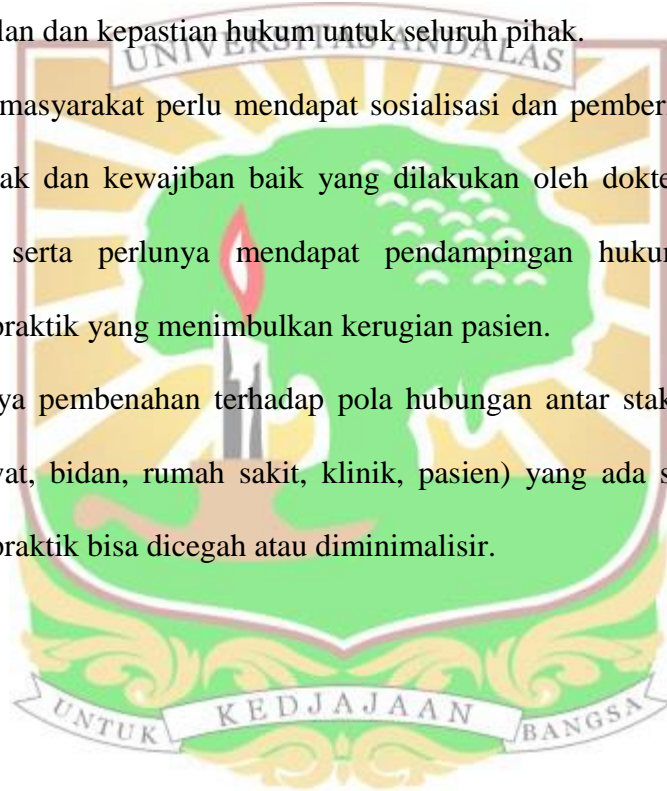 lan dan kepastian hukum untuk seluruh pihak.
UNIVERSITAS ANDALAS
masyarakat perlu mendapat sosialisasi dan pember
ak dan kewajiban baik yang dilakukan oleh dokte
serta perlunya mendapat pendampingan hukur
praktik yang menimbulkan kerugian pasien.
ya pembenahan terhadap pola hubungan antar stak
vat, bidan, rumah sakit, klinik, pasien) yang ada s
praktik bisa dicegah atau diminimalisir.
UNTUK KEDJAJAAN BANGSA